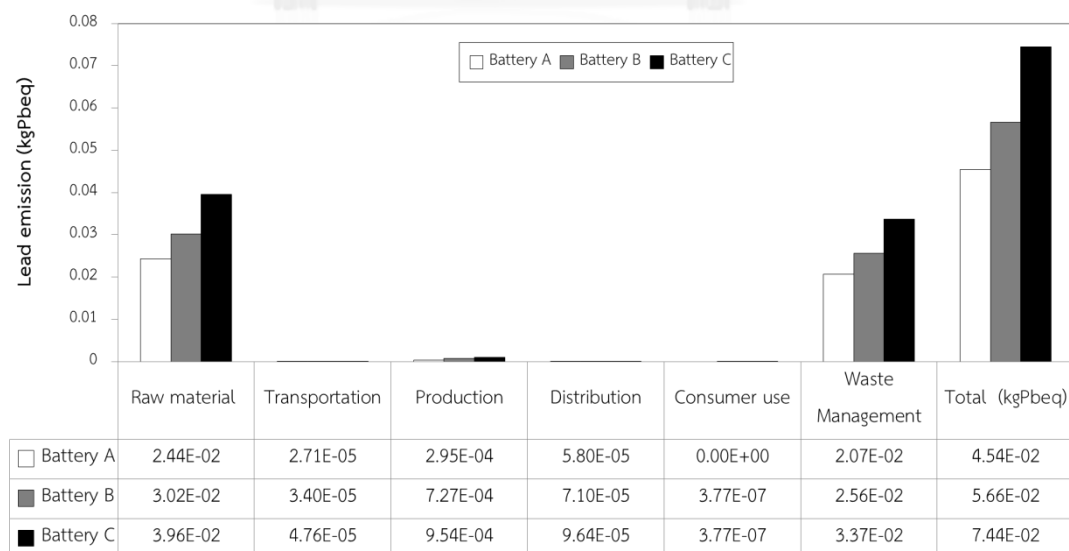 0.08
0.07
0.06
0.05
0.04
0.03
0.02
0.01
0
Lead emission (kgPbeq)
Battery A Battery B Battery C
Raw material Transportation Production Distribution Consumer use Waste Management Total (kgPbeq)
Battery A 2.44E-02 2.71E-05 2.95E-04 5.80E-05 0.00E+00 2.07E-02 4.54E-02
Battery B 3.02E-02 3.40E-05 7.27E-04 7.10E-05 3.77E-07 2.56E-02 5.66E-02
Battery C 3.96E-02 4.76E-05 9.54E-04 9.64E-05 3.77E-07 3.37E-02 7.44E-02